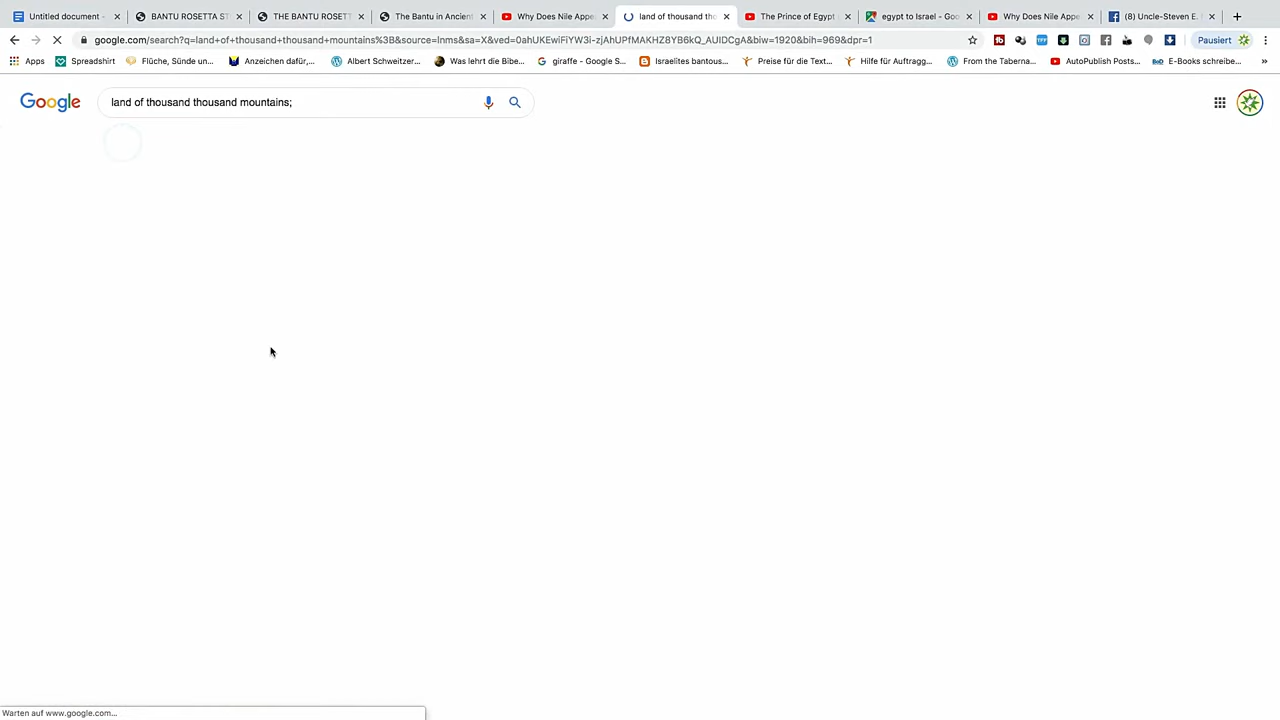 Untitled document -
BANTU ROSETTA ST
THE BANTU ROSETT
The Bantu in Ancient
Why Does Nile Appe
land of thousand tho
The Prince of Egypt
egypt to Israel - Goo
Why Does Nile Appe
(8) Uncle-Steven E.
google.com/search?q=land+of+thousand+thousand+mountains%3B&source=lnms&sa=X&ved=0ahUKEwiFiYW3i-zjAhUPfMAKHZ8YB6kQ_AUIDCgA&biw=1920&bih=969&dpr=1
Pausiert
Apps
Spreadshirt
Flüche, Sünde un...
Anzeichen dafür,...
Albert Schweitzer...
Was lehrt die Bibe...
giraffe - Google S...
Israelites bantous...
Preise für die Text...
Hilfe für Auftragg...
From the Taberna...
AutoPublish Posts...
E-Books schreibe...
Google
land of thousand thousand mountains;
Warten auf www.google.com...